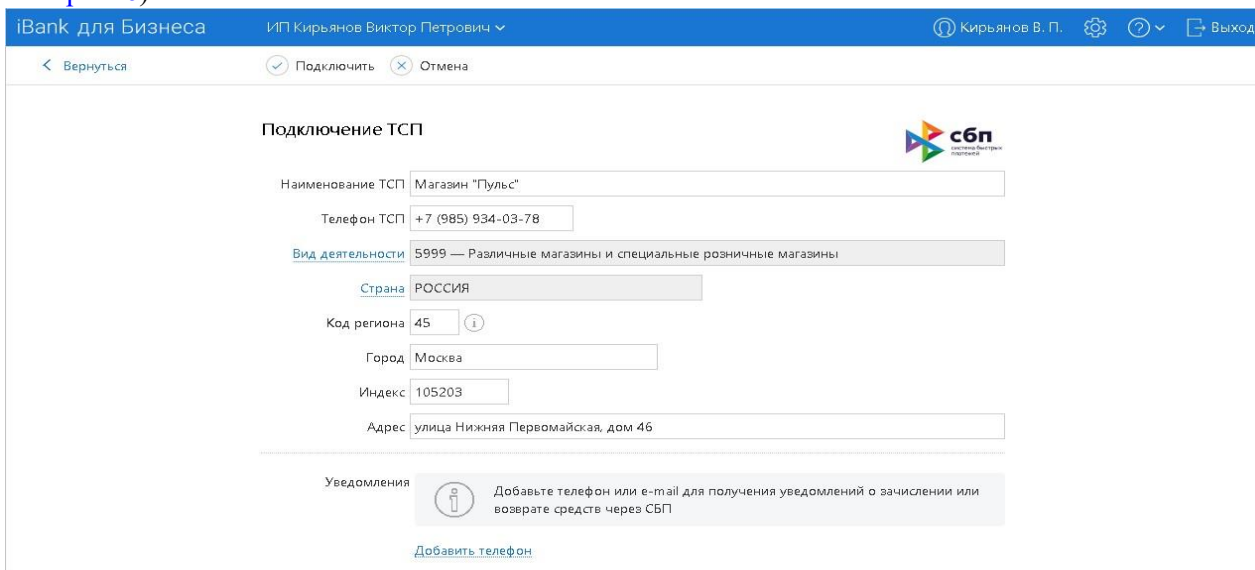 iBank для Бизнеса ИП Кирьянов Виктор Петрович Кирьянов В. П. Выход
Вернуться Подключить Отмена
Подключение ТСП
сбп
система быстрых
платежей
Наименование ТСП Магазин "Пульс"
Телефон ТСП +7 (985) 934-03-78
Вид деятельности 5999 — Различные магазины и специальные розничные магазины
Страна РОССИЯ
Код региона 45
Город Москва
Индекс 105203
Адрес улица Нижняя Первомайская, дом 46
Уведомления Добавьте телефон или e-mail для получения уведомлений о зачислении или
возврате средств через СБП
Добавить телефон